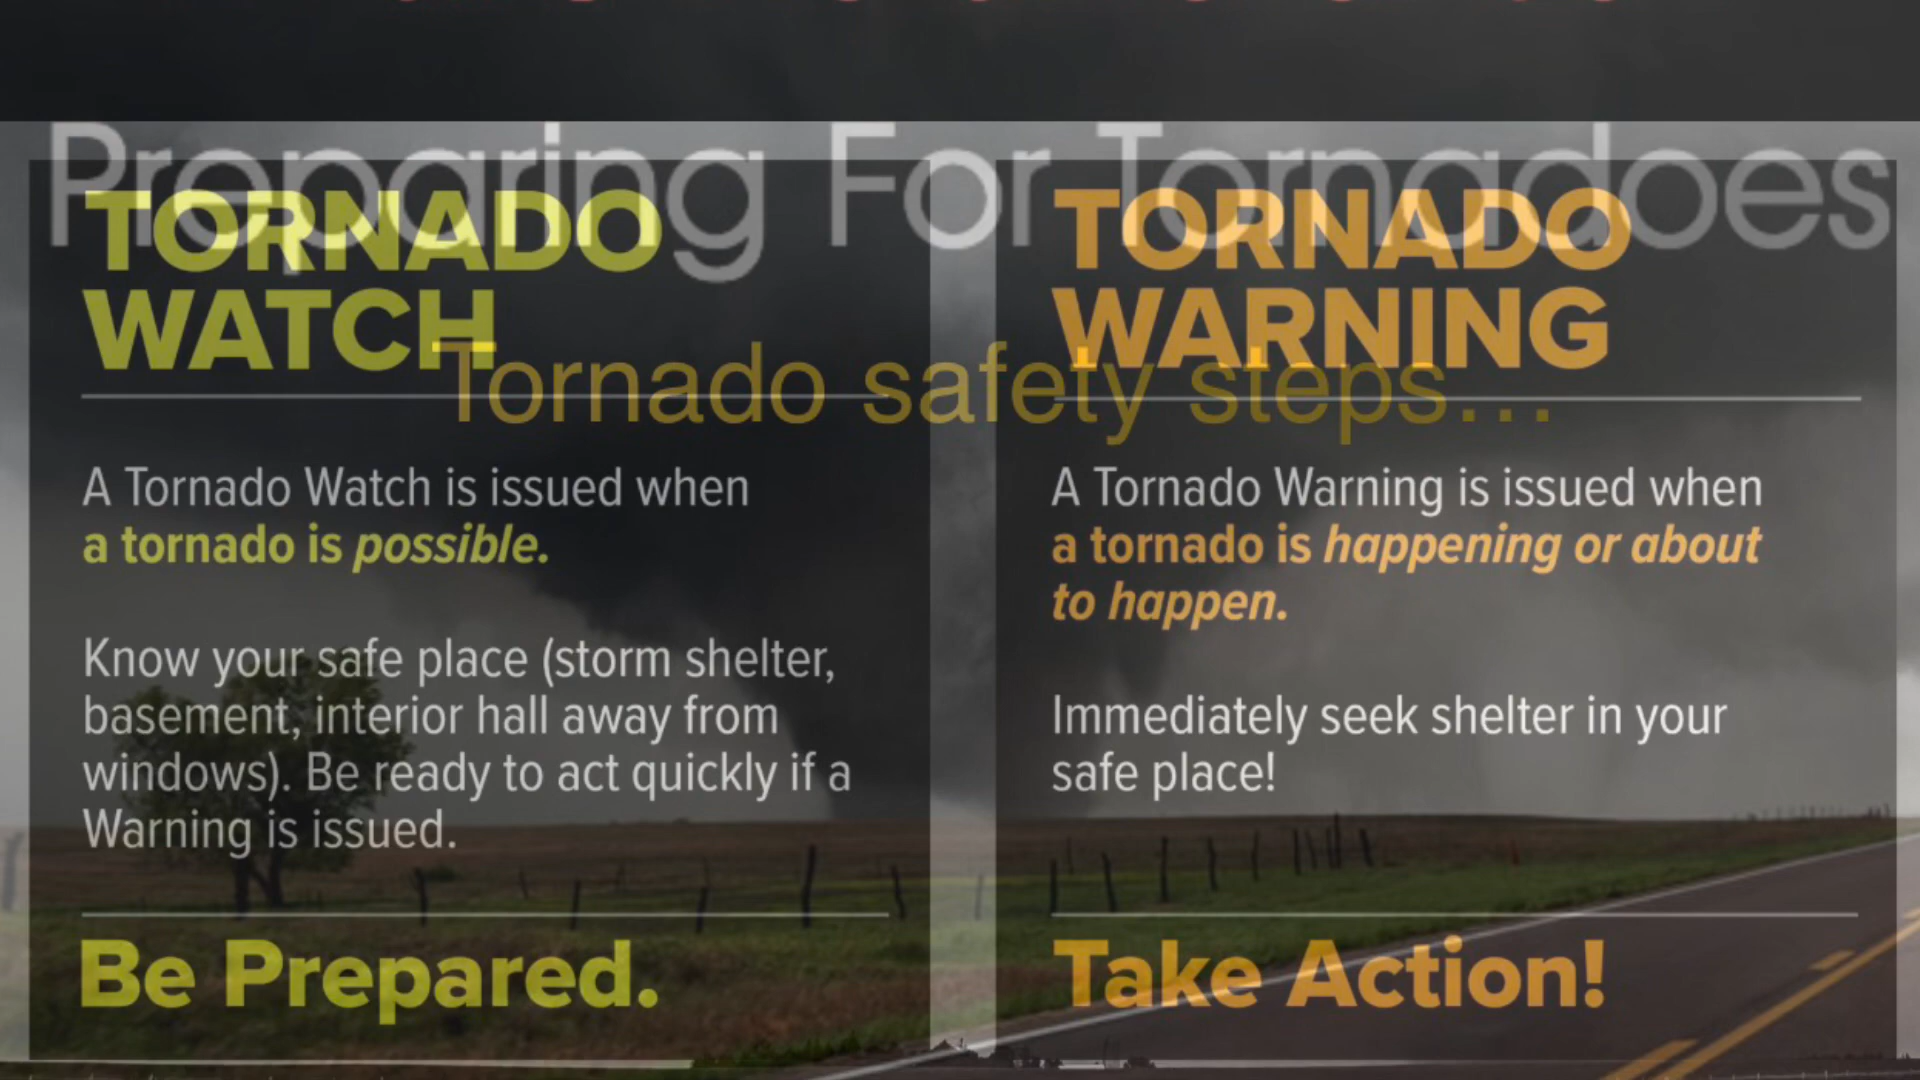 Preparing For Tornadoes
Tornado safety steps...
TORNADO
WATCH
A Tornado Watch is issued when
a tornado is possible.
Know your safe place (storm shelter,
basement, interior hall away from
windows). Be ready to act quickly if a
Warning is issued.
Be Prepared.
TORNADO
WARNING
A Tornado Warning is issued when
a tornado is happening or about
to happen.
Immediately seek shelter in your
safe place!
Take Action!